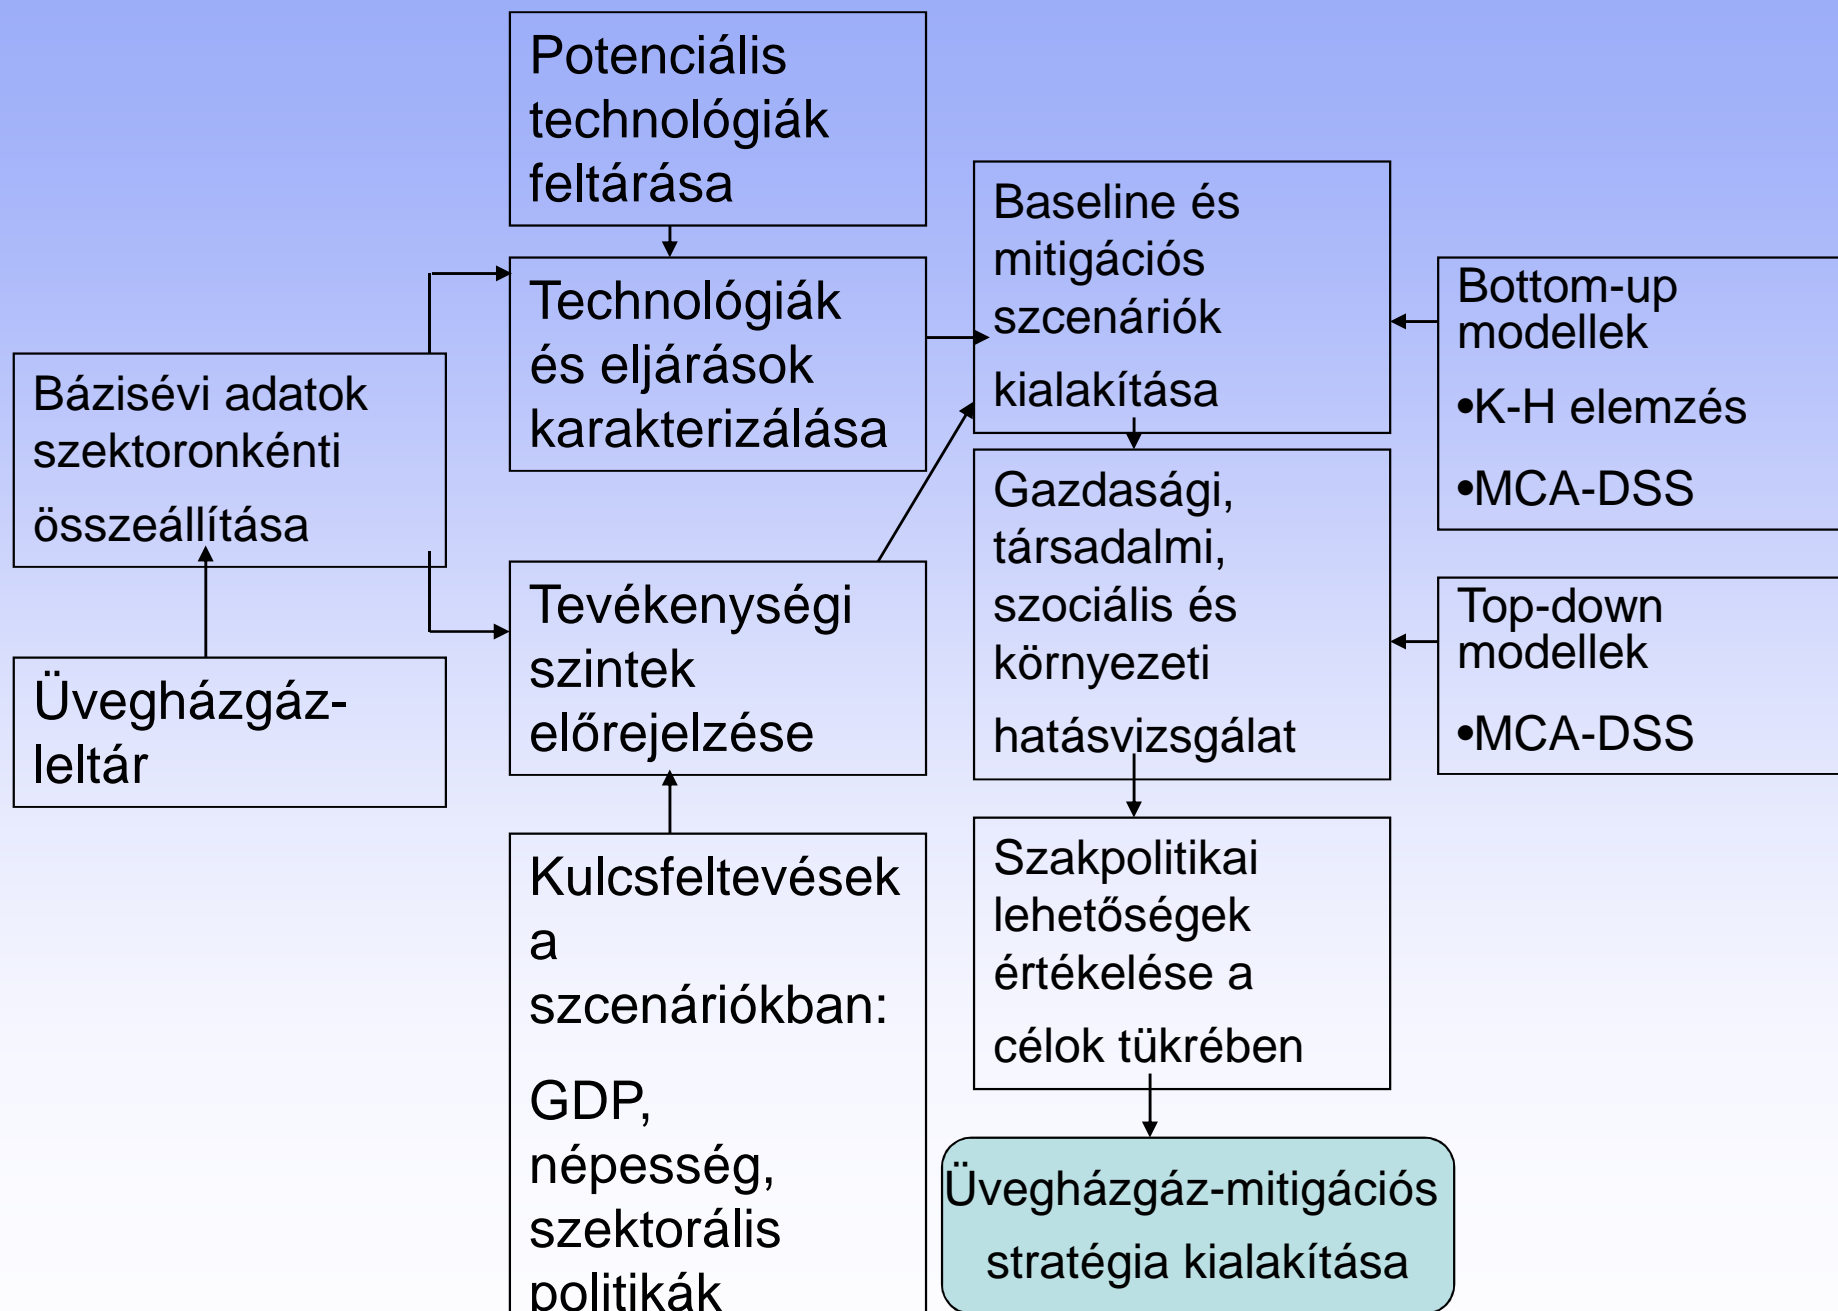 Potenciális
technológiák
feltárása
Technológiák
és eljárások
karakterizálása
Bázisévi adatok
szektoronkénti
összeállítása
Üvegházgáz-
leltár
Tevékenységi
szintek
előrejelzése
Kulcsfeltevések
a
szcenáriókban:
GDP,
népesség,
szektorális
politikák
Baseline és
mitigációs
szcenáriók
kialakítása
Gazdasági,
társadalmi,
szociális és
környezeti
hatásvizsgálat
Szakpolitikai
lehetőségek
értékelése a
célok tükrében
Üvegházgáz-mitigációs
stratégia kialakítása
Bottom-up
modellek
•K-H elemzés
•MCA-DSS
Top-down
modellek
•MCA-DSS